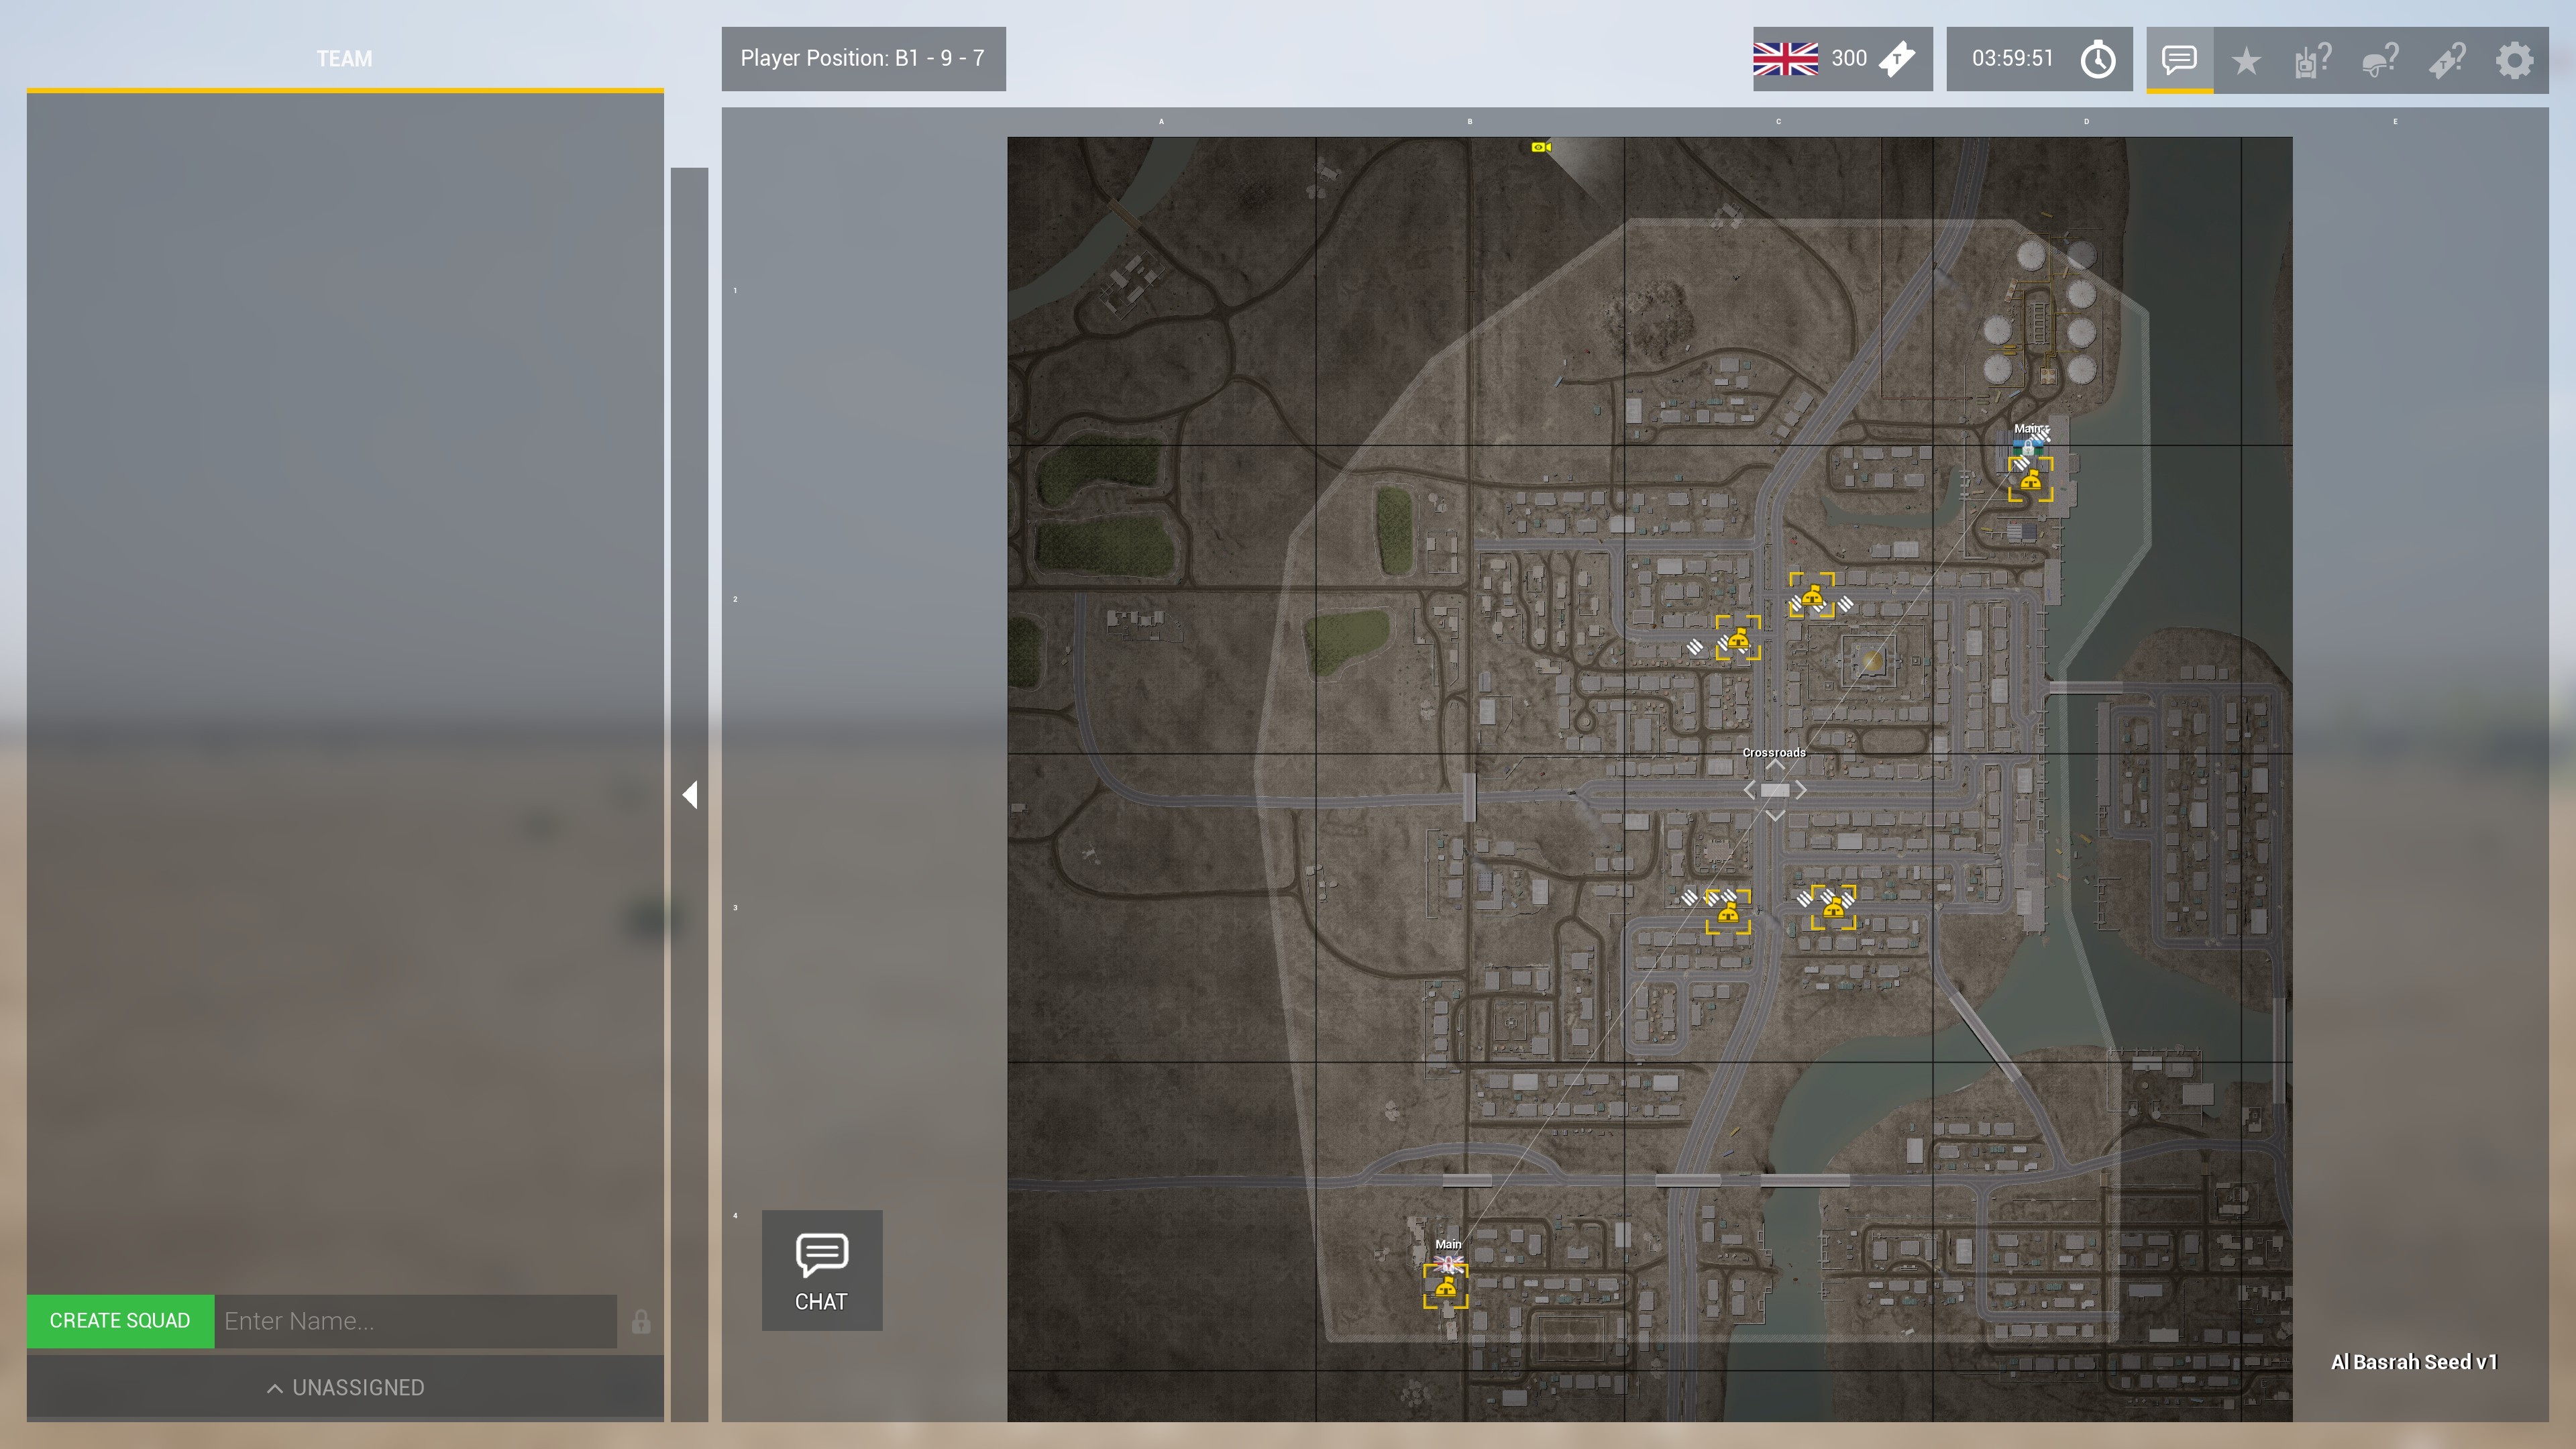 TEAM
Player Position: B1 - 9 - 7
300
T
03:59:51
?
?
T?
A
B
C
D
E
1
Main
2
Crossroads
3
4
Main
CHAT
CREATE SQUAD
Enter Name...
UNASSIGNED
Al Basrah Seed v1